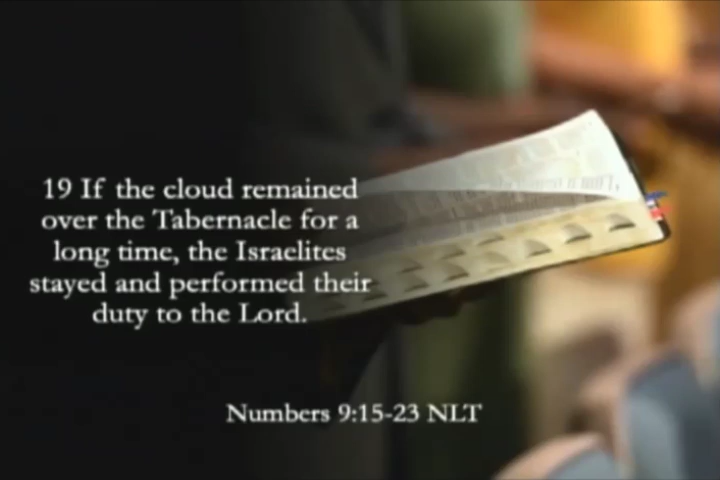 19 If the cloud remained
over the Tabernacle for a
long time, the Israelites
stayed and performed their
duty to the Lord.
Numbers 9:15-23 NLT